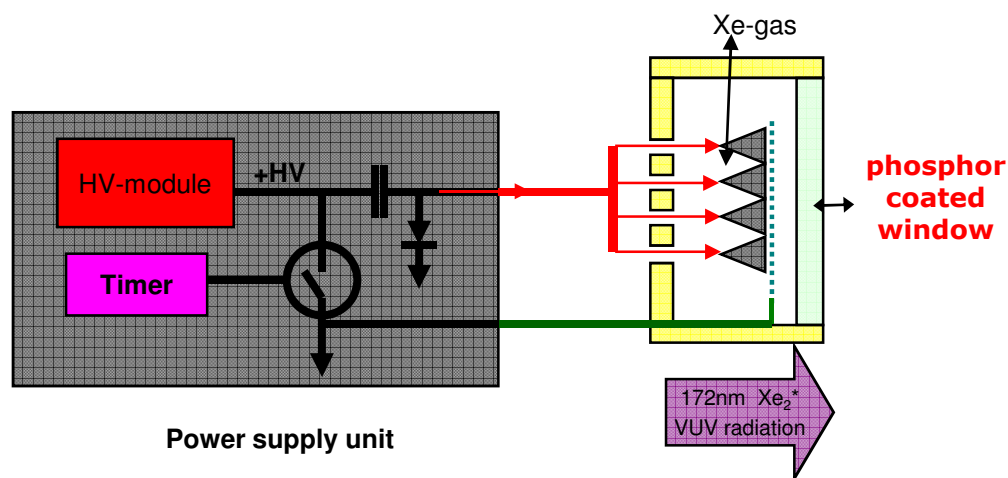 Xe-gas
HV-module
+HV
Timer
phosphor
coated
window
172nm Xe₂*
VUV radiation
Power supply unit